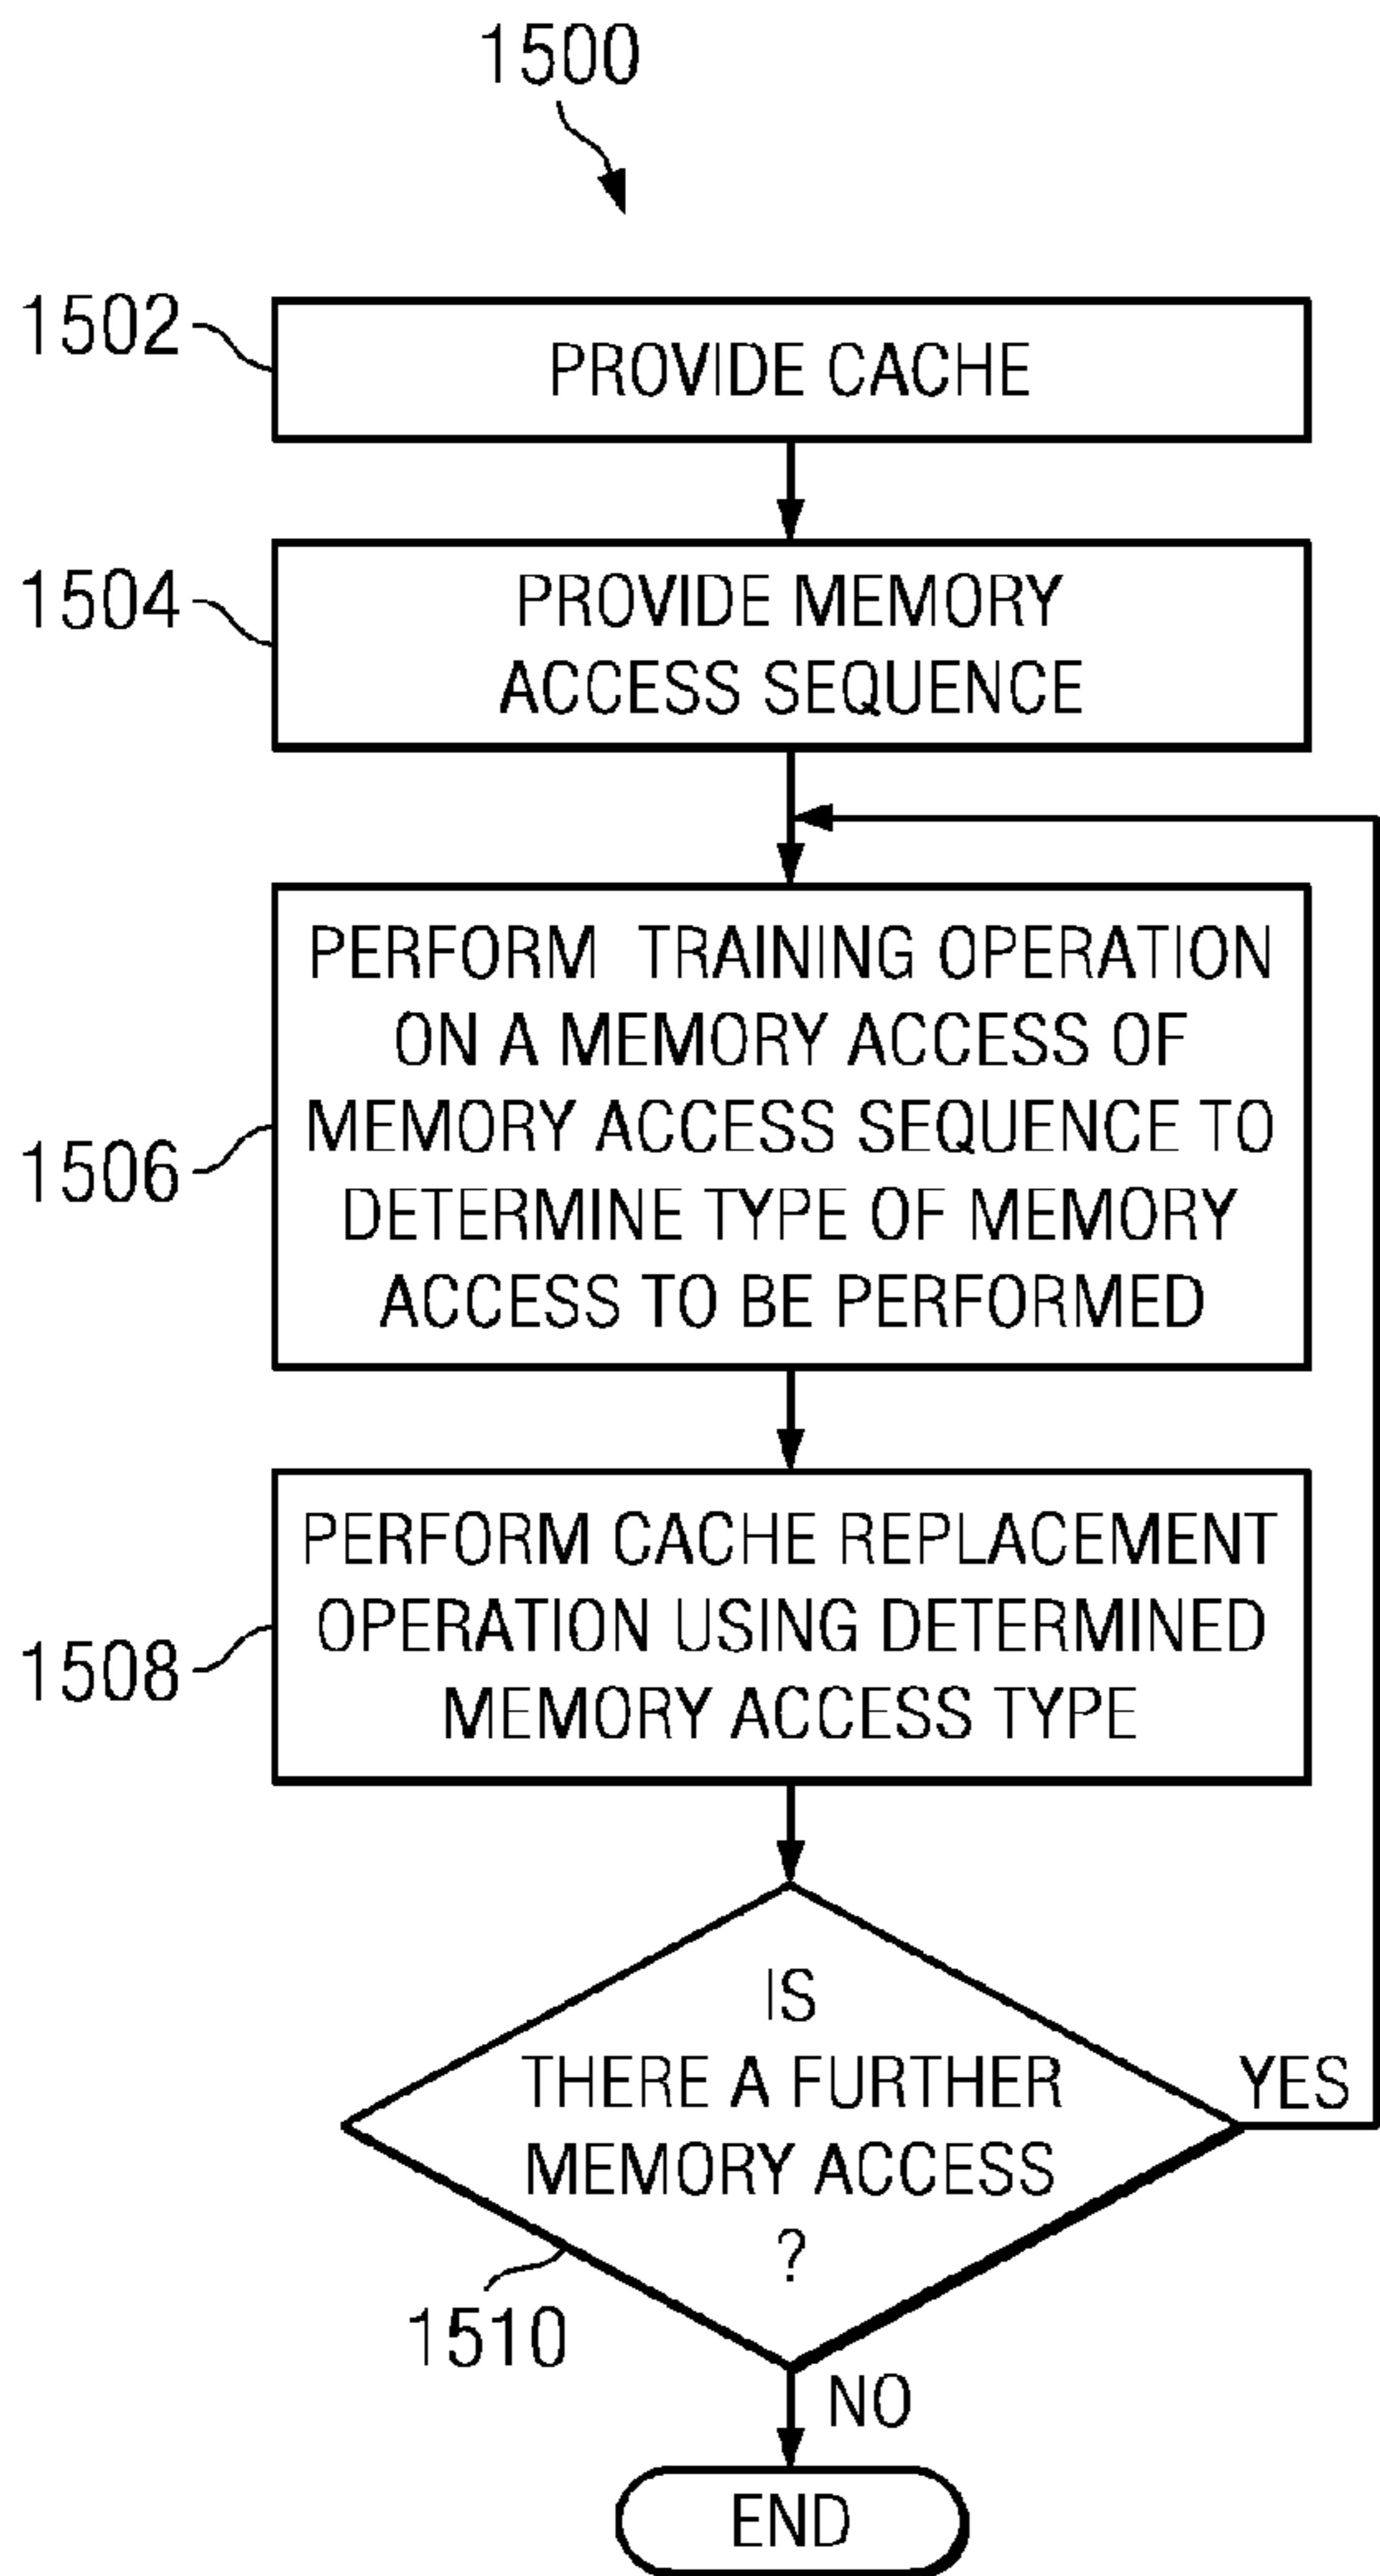 1500
1502
PROVIDE CACHE
1504
PROVIDE MEMORY
ACCESS SEQUENCE
PERFORM TRAINING OPERATION
ON A MEMORY ACCESS OF
MEMORY ACCESS SEQUENCE TO
1506
DETERMINE TYPE OF MEMORY
ACCESS TO BE PERFORMED
PERFORM CACHE REPLACEMENT
OPERATION USING DETERMINED
1508
MEMORY ACCESS TYPE
IS
THERE A FURTHER
YES
MEMORY ACCESS
?
1510
NO
END